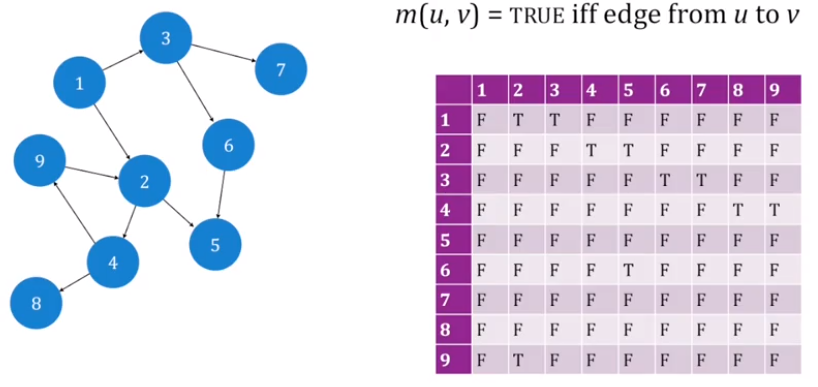 m(u, v) = TRUE iff edge from u to v
3
7
1
6
9
2
5
4
8
1 2 3 4 5 6 7 8 9
1 F T T F F F F F F
2 F F F T T F F F F
3 F F F F F T T F F
4 F F F F F F F T T
5 F F F F F F F F F
6 F F F F T F F F F
7 F F F F F F F F F
8 F F F F F F F F F
9 F T F F F F F F F